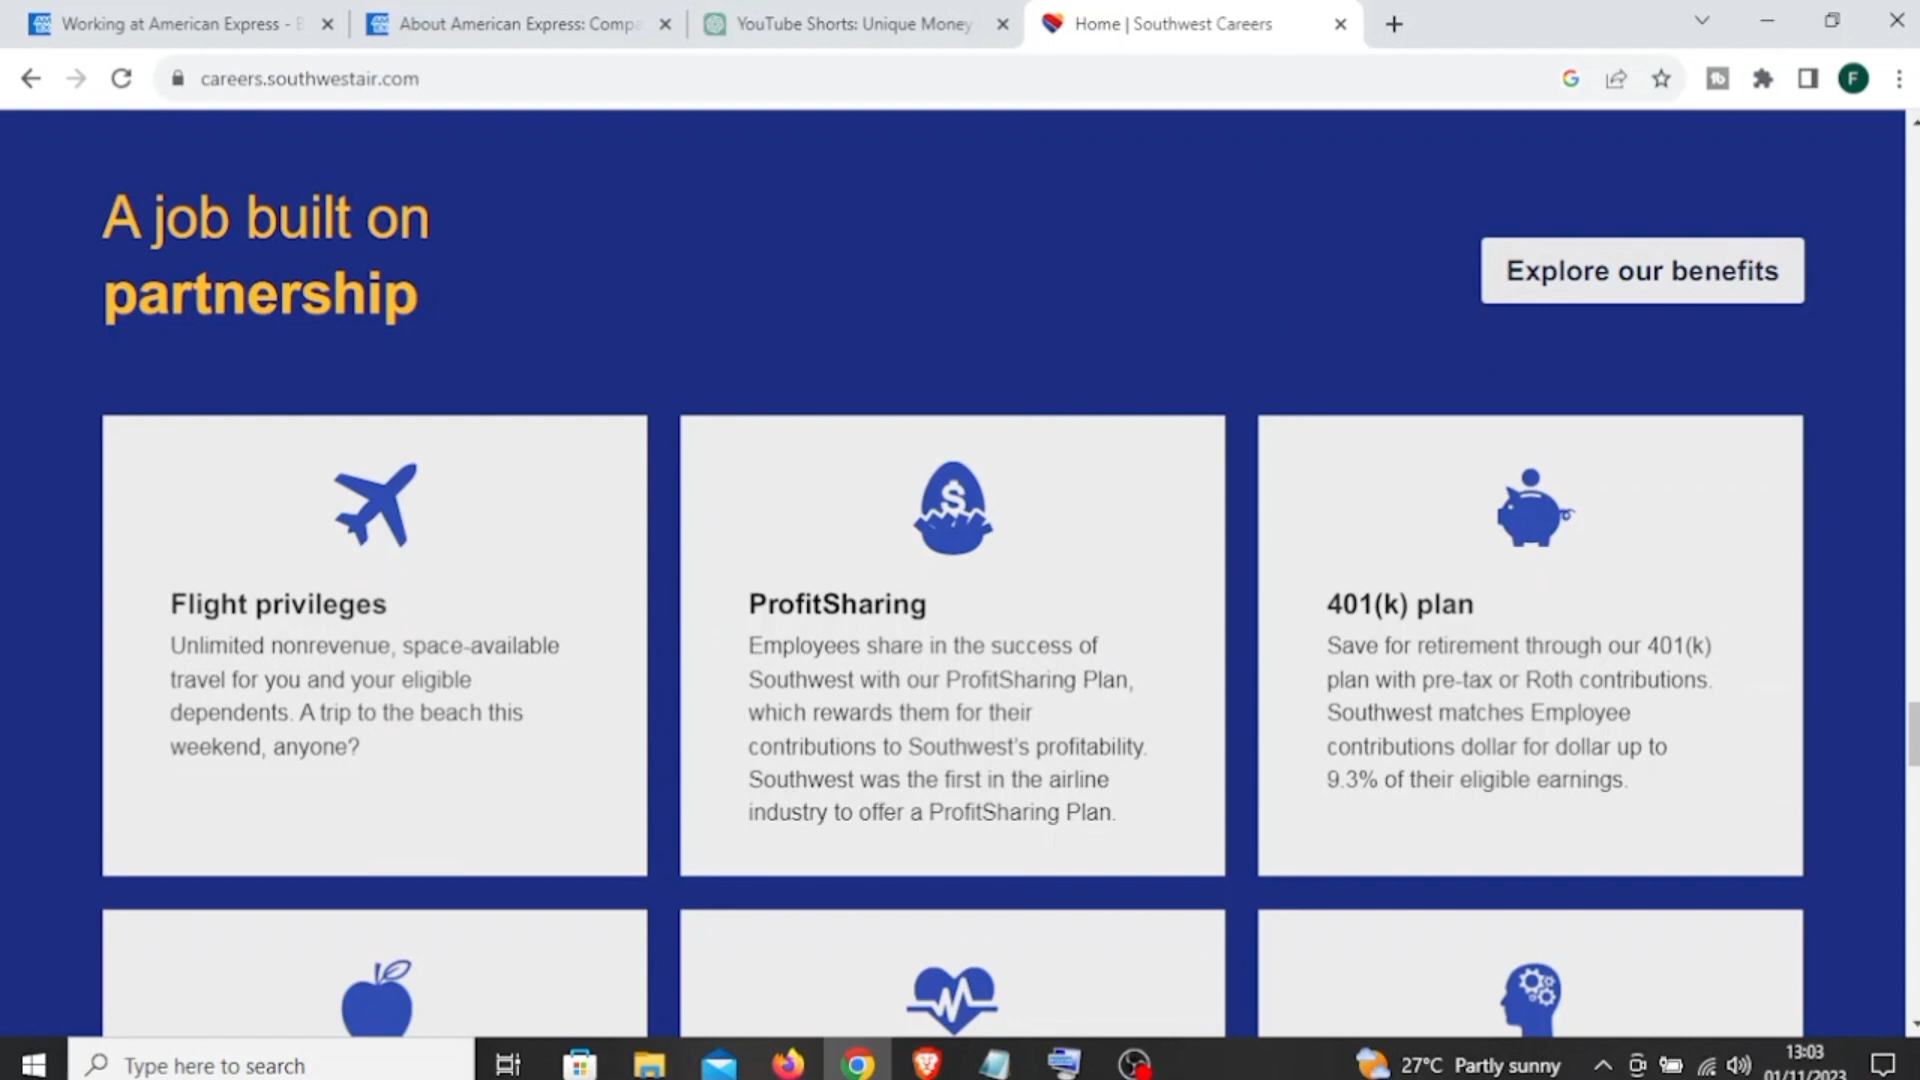 Working at American Express -
About American Express: Compa
YouTube Shorts: Unique Money
Home | Southwest Careers
careers.southwestair.com
F
A job built on
partnership
Explore our benefits
$
Flight privileges
Unlimited nonrevenue, space-available
travel for you and your eligible
dependents. A trip to the beach this
weekend, anyone?
ProfitSharing
Employees share in the success of
Southwest with our ProfitSharing Plan,
which rewards them for their
contributions to Southwest's profitability.
Southwest was the first in the airline
industry to offer a ProfitSharing Plan.
401(k) plan
Save for retirement through our 401(k)
plan with pre-tax or Roth contributions.
Southwest matches Employee
contributions dollar for dollar up to
9.3% of their eligible earnings.
Type here to search
27°C Partly sunny
13:03
01/11/2023